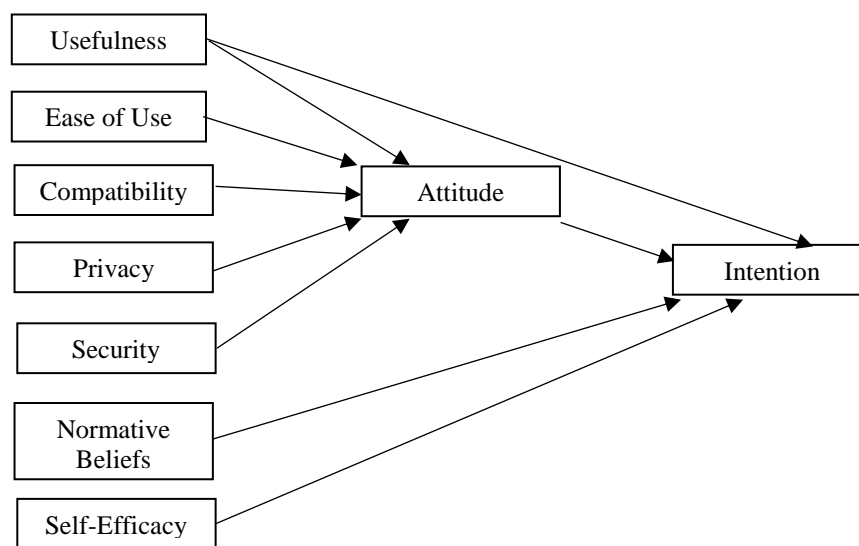 Usefulness
Ease of Use
Compatibility
Attitude
Privacy
Intention
Security
Normative
Beliefs
Self-Efficacy